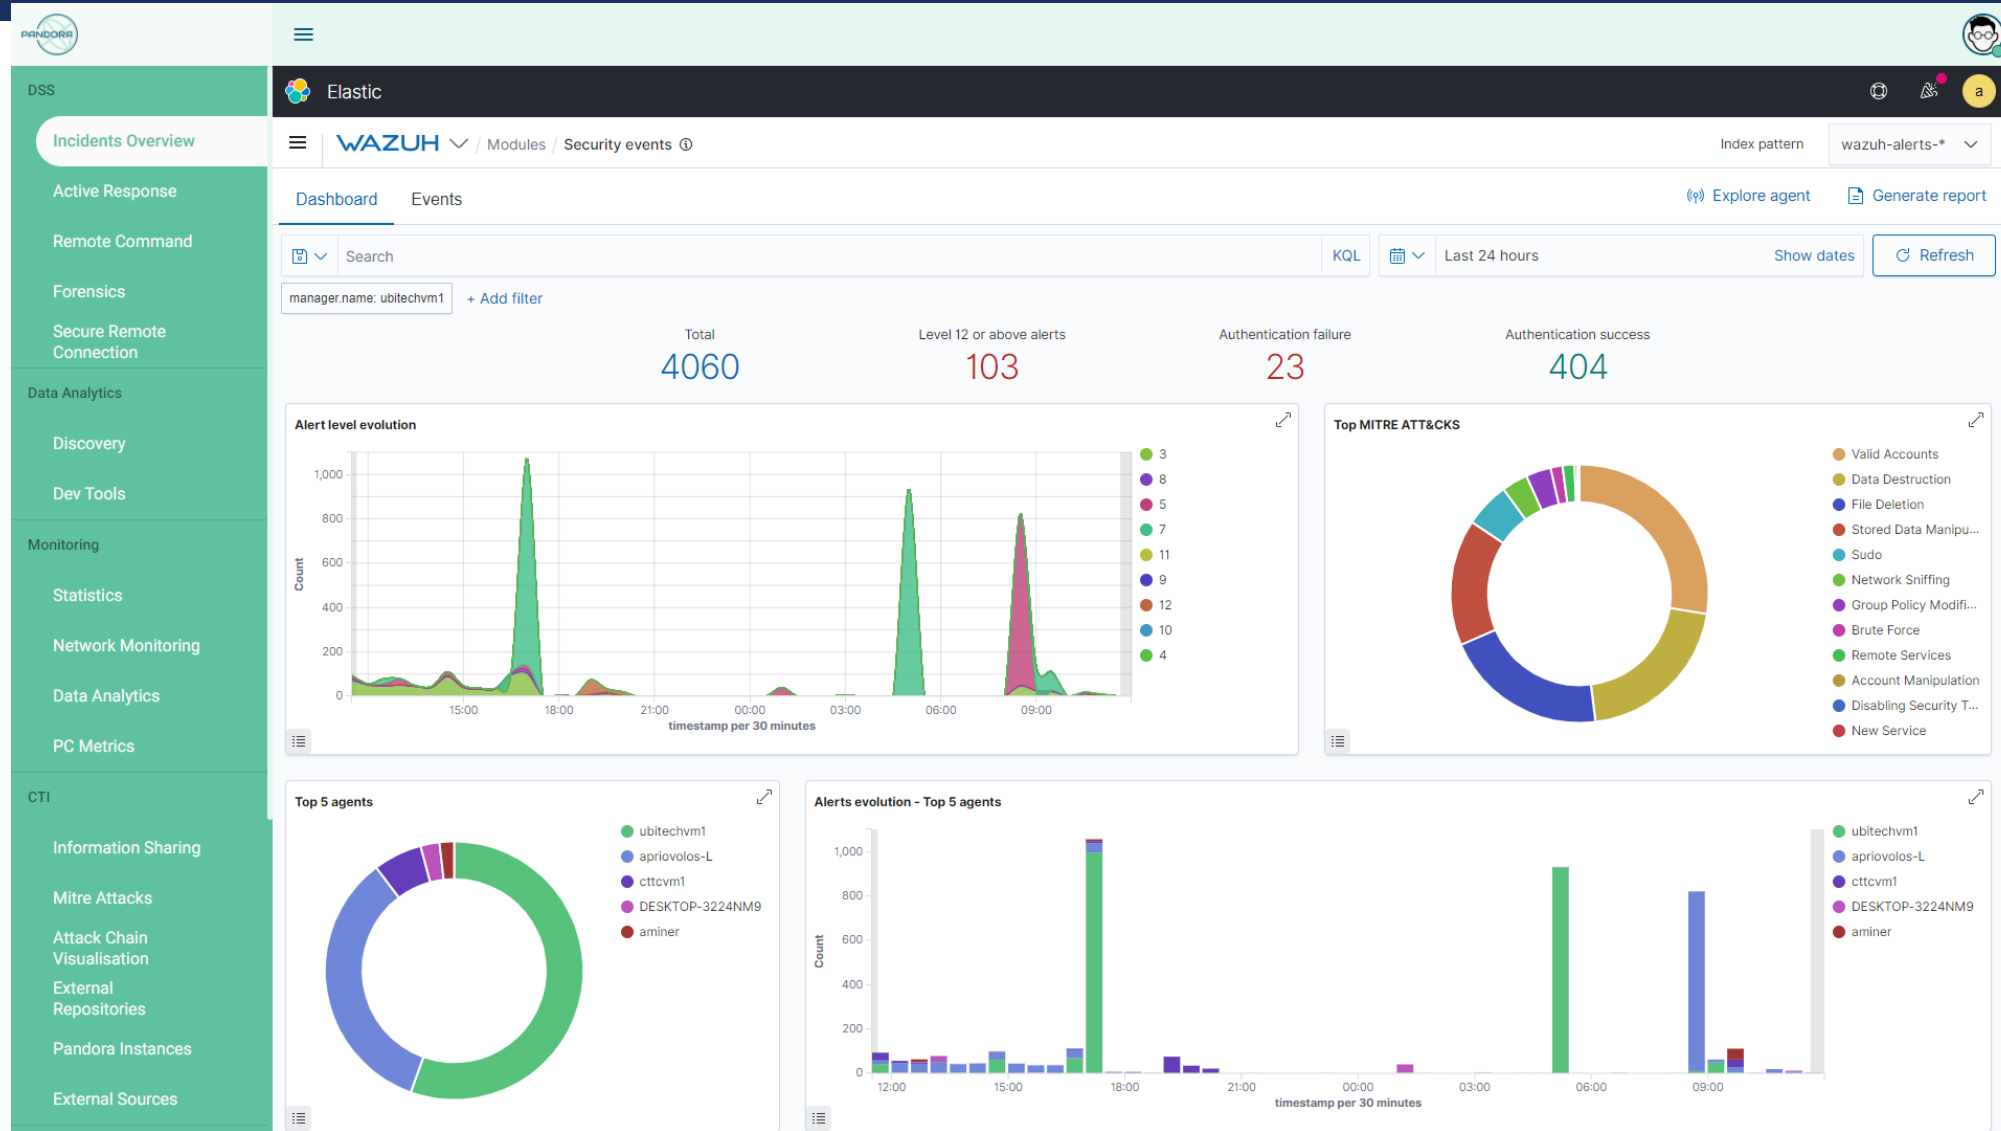 PANDORA
DSS
Incidents Overview
Active Response
Remote Command
Forensics
Secure Remote
Connection
Data Analytics
Discovery
Dev Tools
Monitoring
Statistics
Network Monitoring
Data Analytics
PC Metrics
CTI
Information Sharing
Mitre Attacks
Attack Chain
Visualisation
External
Repositories
Pandora Instances
External Sources
Elastic
a
WAZUH / Modules / Security events
Index pattern wazuh-alerts-*
Dashboard Events
Explore agent Generate report
Search KQL Last 24 hours Show dates Refresh
manager.name: ubitechvm1 + Add filter
Total
4060
Level 12 or above alerts
103
Authentication failure
23
Authentication success
404
Alert level evolution
1,000
800
600
400
200
0
Count
15:00 18:00 21:00 00:00 03:00 06:00 09:00
timestamp per 30 minutes
3
8
5
7
11
9
12
10
4
Top MITRE ATT&CKS
Valid Accounts
Data Destruction
File Deletion
Stored Data Manipu...
Sudo
Network Sniffing
Group Policy Modifi...
Brute Force
Remote Services
Account Manipulation
Disabling Security T...
New Service
Top 5 agents
ubitechvm1
apriovolos-L
cttcvm1
DESKTOP-3224NM9
aminer
Alerts evolution - Top 5 agents
1,000
800
600
400
200
0
Count
12:00 15:00 18:00 21:00 00:00 03:00 06:00 09:00
timestamp per 30 minutes
ubitechvm1
apriovolos-L
cttcvm1
DESKTOP-3224NM9
aminer